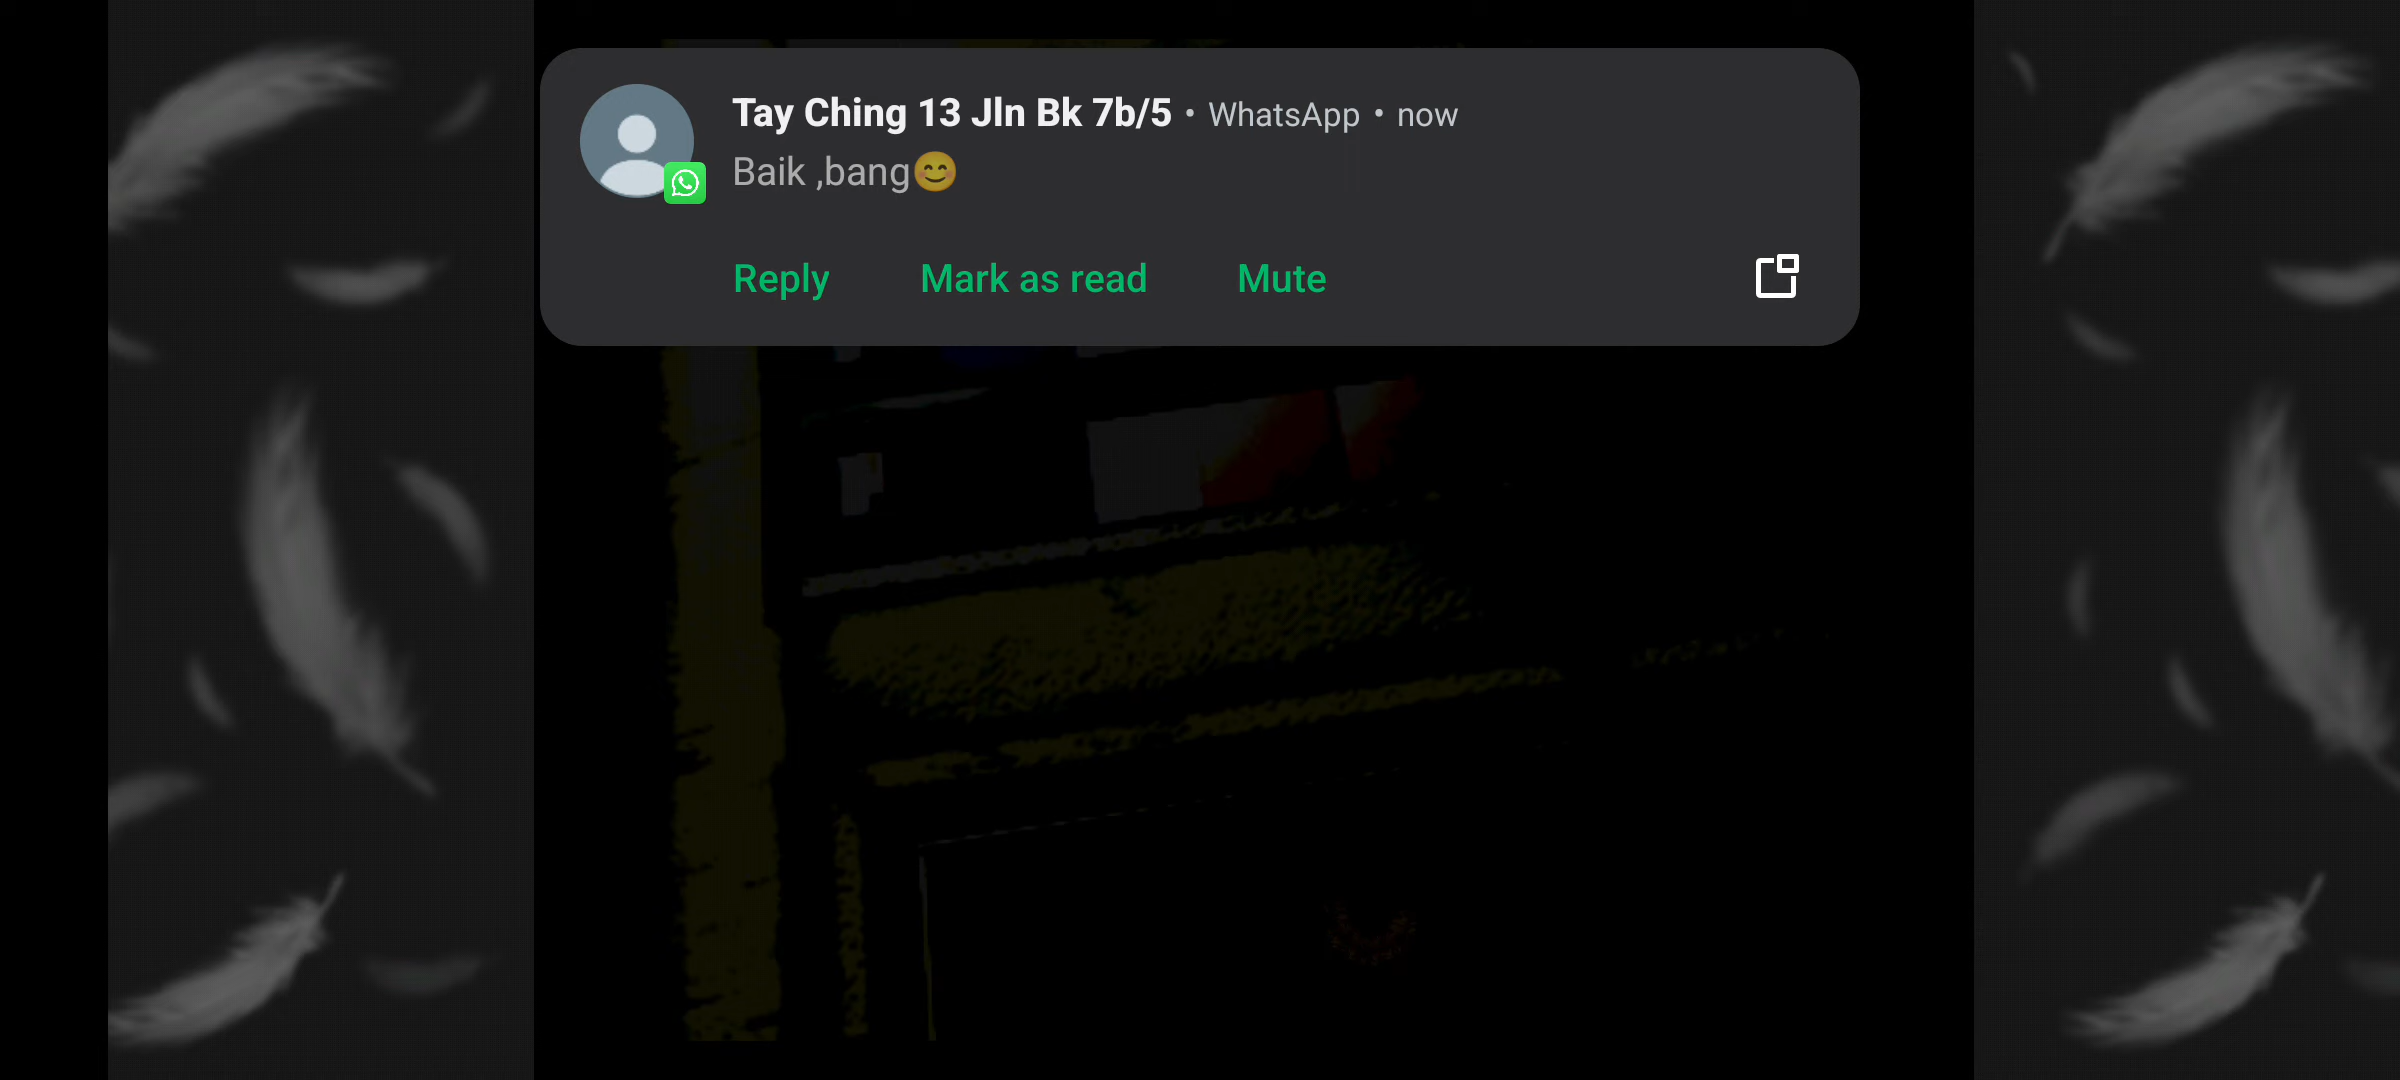 Tay Ching 13 Jln Bk 7b/5 • WhatsApp • now
Baik ,bang😊
Reply Mark as read Mute